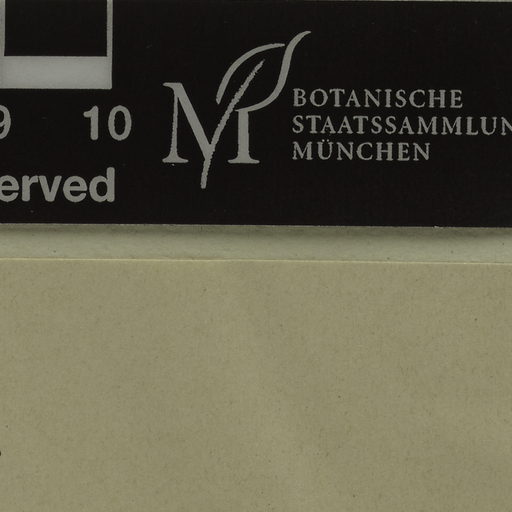 9 10
erved
BOTANISCHE
STAATSSAMMLUN
MÜNCHEN